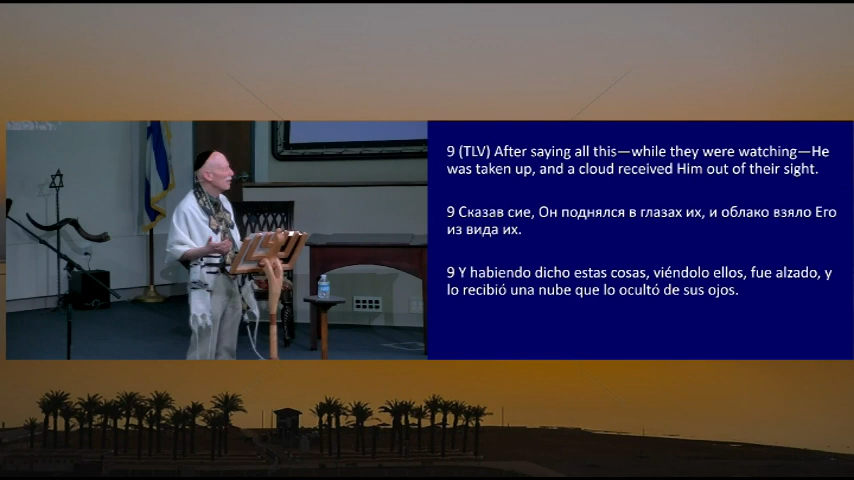 9 (TLV) After saying all this—while they were watching—He
was taken up, and a cloud received Him out of their sight.
9 Сказав сие, Он поднялся в глазах их, и облако взяло Его
из вида их.
9 Y habiendo dicho estas cosas, viéndolo ellos, fue alzado, y
lo recibió una nube que lo ocultó de sus ojos.